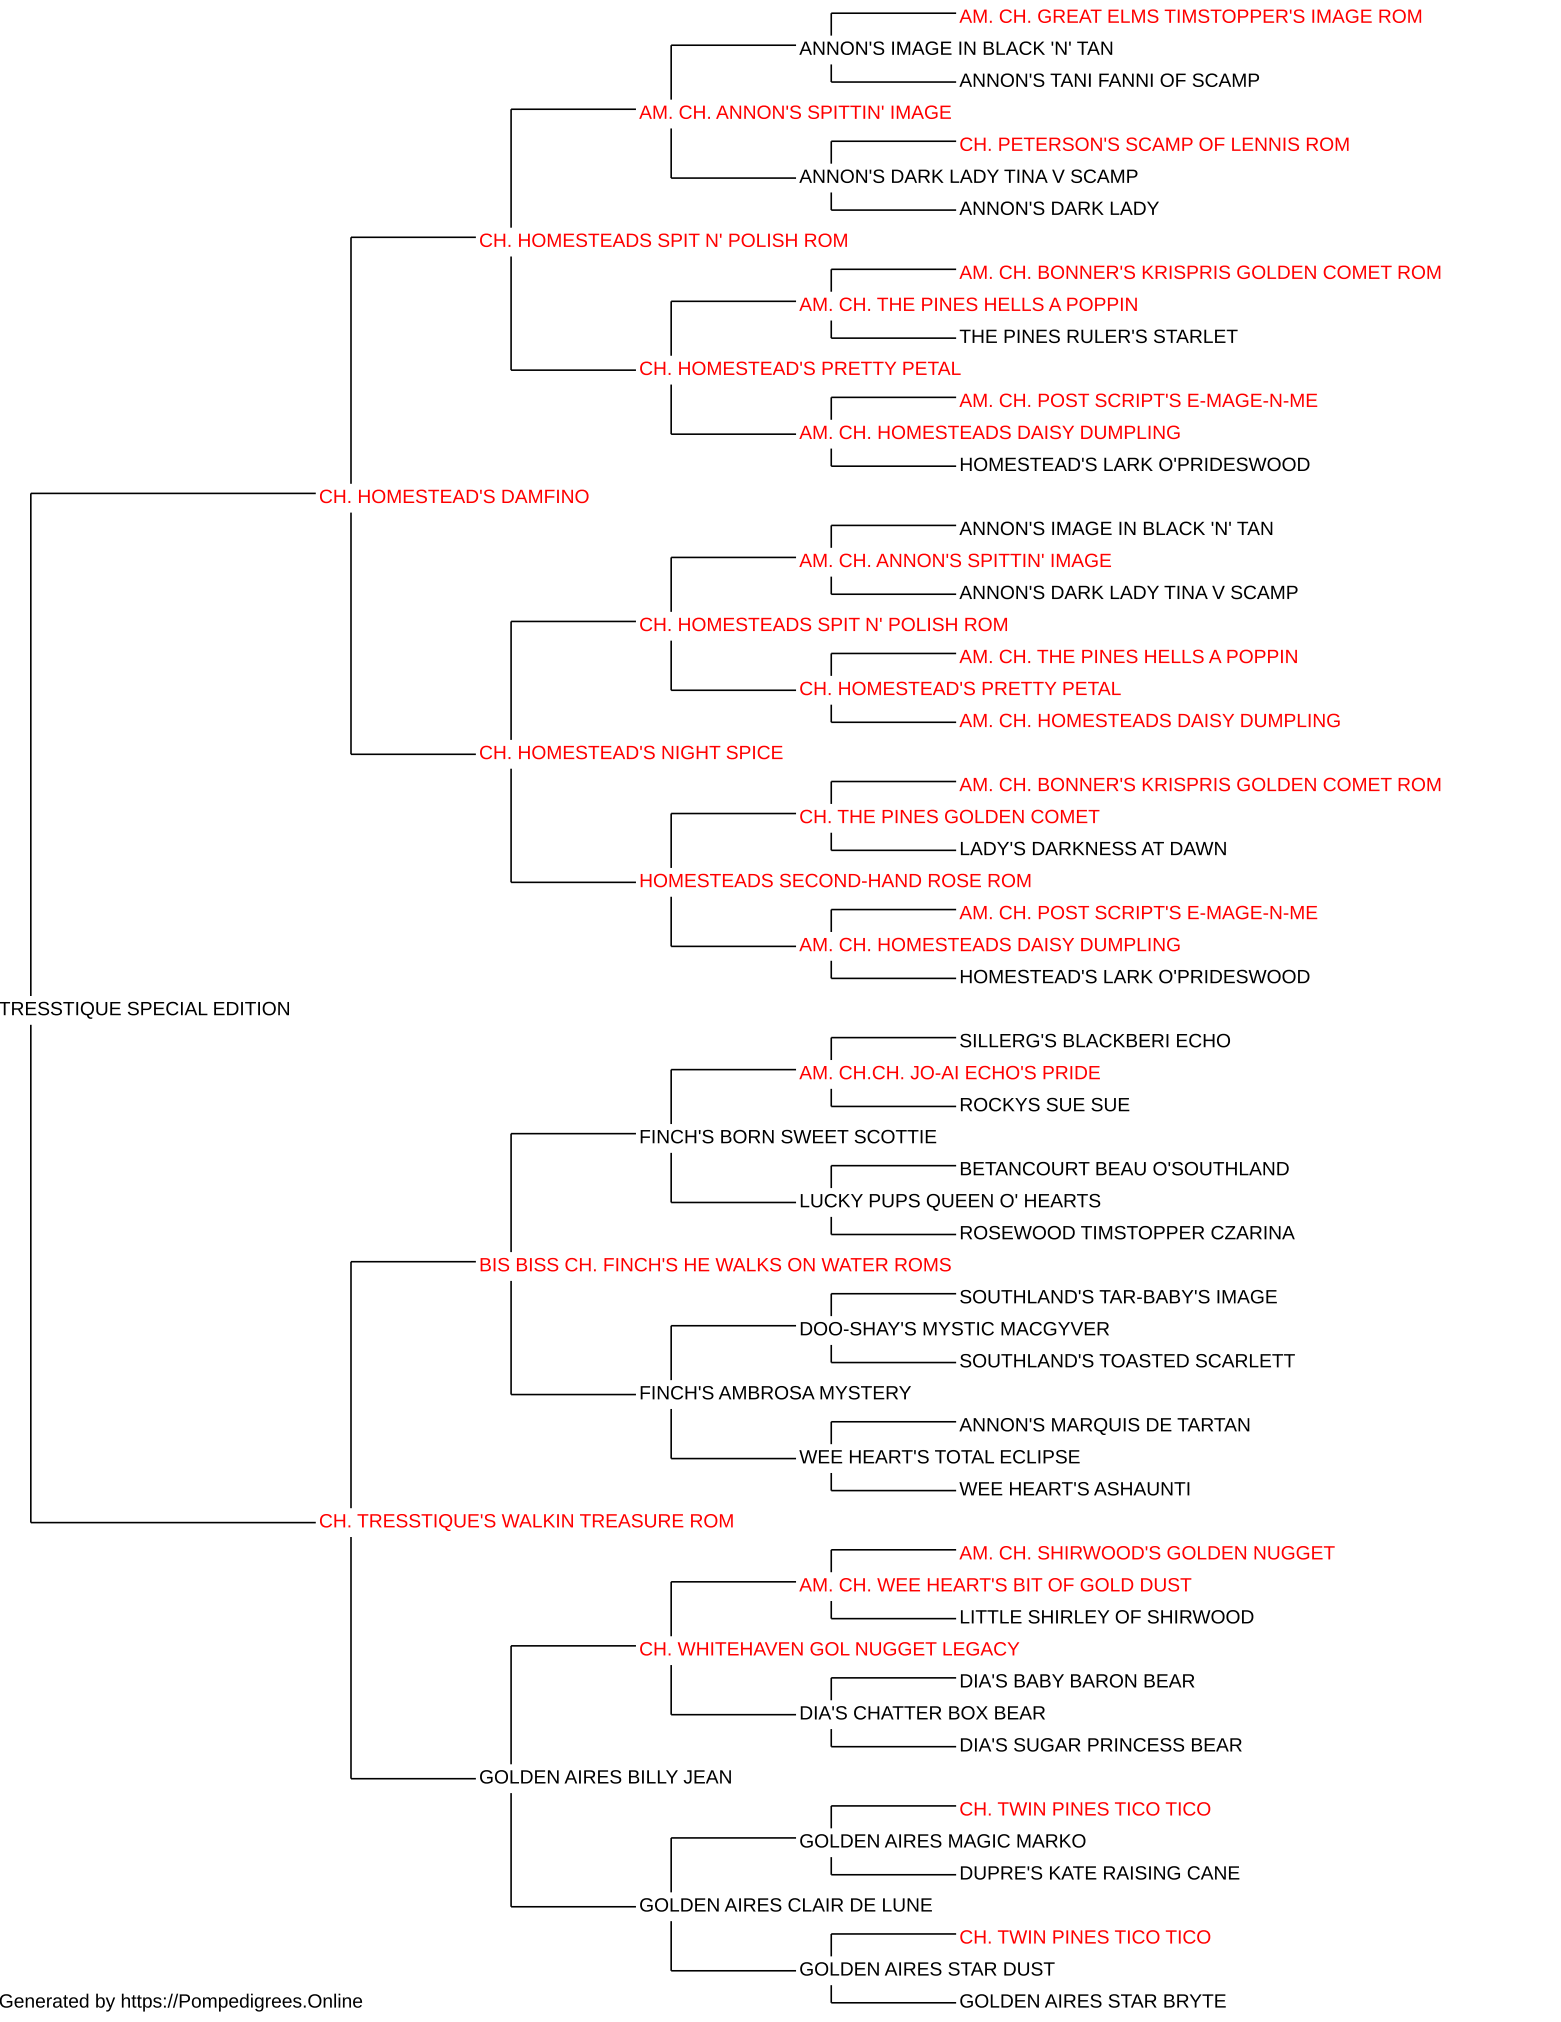 AM. CH. GREAT ELMS TIMSTOPPER'S IMAGE ROM
ANNON'S IMAGE IN BLACK 'N' TAN
ANNON'S TANI FANNI OF SCAMP
AM. CH. ANNON'S SPITTIN' IMAGE
CH. PETERSON'S SCAMP OF LENNIS ROM
ANNON'S DARK LADY TINA V SCAMP
ANNON'S DARK LADY
CH. HOMESTEADS SPIT N' POLISH ROM
AM. CH. BONNER'S KRISPRIS GOLDEN COMET ROM
AM. CH. THE PINES HELLS A POPPIN
THE PINES RULER'S STARLET
CH. HOMESTEAD'S PRETTY PETAL
AM. CH. POST SCRIPT'S E-MAGE-N-ME
AM. CH. HOMESTEADS DAISY DUMPLING
HOMESTEAD'S LARK O'PRIDESWOOD
CH. HOMESTEAD'S DAMFINO
ANNON'S IMAGE IN BLACK 'N' TAN
AM. CH. ANNON'S SPITTIN' IMAGE
ANNON'S DARK LADY TINA V SCAMP
CH. HOMESTEADS SPIT N' POLISH ROM
AM. CH. THE PINES HELLS A POPPIN
CH. HOMESTEAD'S PRETTY PETAL
AM. CH. HOMESTEADS DAISY DUMPLING
CH. HOMESTEAD'S NIGHT SPICE
AM. CH. BONNER'S KRISPRIS GOLDEN COMET ROM
CH. THE PINES GOLDEN COMET
LADY'S DARKNESS AT DAWN
HOMESTEADS SECOND-HAND ROSE ROM
AM. CH. POST SCRIPT'S E-MAGE-N-ME
AM. CH. HOMESTEADS DAISY DUMPLING
HOMESTEAD'S LARK O'PRIDESWOOD
TRESSTIQUE SPECIAL EDITION
SILLERG'S BLACKBERI ECHO
AM. CH.CH. JO-AI ECHO'S PRIDE
ROCKYS SUE SUE
FINCH'S BORN SWEET SCOTTIE
BETANCOURT BEAU O'SOUTHLAND
LUCKY PUPS QUEEN O' HEARTS
ROSEWOOD TIMSTOPPER CZARINA
BIS BISS CH. FINCH'S HE WALKS ON WATER ROMS
SOUTHLAND'S TAR-BABY'S IMAGE
DOO-SHAY'S MYSTIC MACGYVER
SOUTHLAND'S TOASTED SCARLETT
FINCH'S AMBROSA MYSTERY
ANNON'S MARQUIS DE TARTAN
WEE HEART'S TOTAL ECLIPSE
WEE HEART'S ASHAUNTI
CH. TRESSTIQUE'S WALKIN TREASURE ROM
AM. CH. SHIRWOOD'S GOLDEN NUGGET
AM. CH. WEE HEART'S BIT OF GOLD DUST
LITTLE SHIRLEY OF SHIRWOOD
CH. WHITEHAVEN GOL NUGGET LEGACY
DIA'S BABY BARON BEAR
DIA'S CHATTER BOX BEAR
DIA'S SUGAR PRINCESS BEAR
GOLDEN AIRES BILLY JEAN
CH. TWIN PINES TICO TICO
GOLDEN AIRES MAGIC MARKO
DUPRE'S KATE RAISING CANE
GOLDEN AIRES CLAIR DE LUNE
CH. TWIN PINES TICO TICO
GOLDEN AIRES STAR DUST
GOLDEN AIRES STAR BRYTE
Generated by https://Pompedigrees.Online